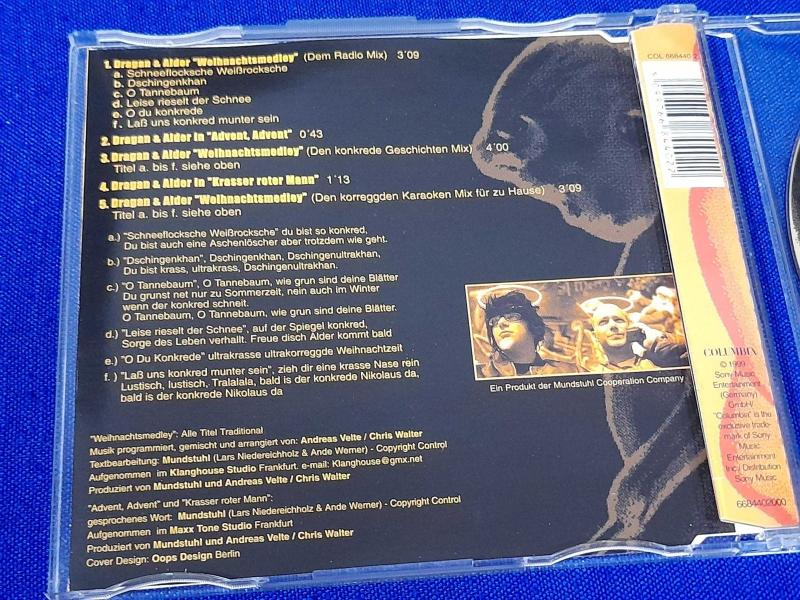 1. Dragan & Alder "Weihnachtsmedley" (Dem Radio Mix) 3´09
a. Schneeflocksche Weißrocksche
b. Dschingenkhan
c. O Tannebaum
d. Leise rieselt der Schnee
e. O du konkrede
f. Laß uns konkred munter sein
2. Dragan & Alder in "Advent, Advent" 0´43
3. Dragan & Alder "Weihnachtsmedley" (Den konkrede Geschichten Mix) 4´00
Titel a. bis f. siehe oben
4. Dragan & Alder in "Krasser roter Mann" 1´13
5. Dragan & Alder "Weihnachtsmedley" (Den korreggden Karaoken Mix für zu Hause) 3´09
Titel a. bis f. siehe oben
a.) "Schneeflocksche Weißrocksche" du bist so konkred,
Du bist auch eine Aschenlöscher aber trotzdem wie geht.
b.) "Dschingenkhan", Dschingenkhan, Dschingenultrakhan,
Du bist krass, ultrakrass, Dschingenultrakhan.
c.) "O Tannebaum", O Tannebaum, wie grun sind deine Blätter
Du grunst net nur zu Sommerzeit, nein auch im Winter
wenn der konkred schneit.
O Tannebaum, O Tannebaum, wie grun sind deine Blätter.
d.) "Leise rieselt der Schnee", auf der Spiegel konkred,
Sorge des Leben verhallt. Freue disch Alder kommt bald
e.) "O Du Konkrede" ultrakrasse ultrakorreggde Weihnachtzeit
f.) "Laß uns konkred munter sein", zieh dir eine krasse Nase rein
Lustisch, lustisch, Tralalala, bald is der konkrede Nikolaus da,
bald is der konkrede Nikolaus da
"Weihnachtsmedley": Alle Titel Traditional
Musik programmiert, gemischt und arrangiert von: Andreas Velte / Chris Walter
Textbearbeitung: Mundstuhl (Lars Niedereichholz & Ande Werner) - Copyright Control
Aufgenommen im Klanghouse Studio Frankfurt. e-mail: Klanghouse@gmx.net
Produziert von Mundstuhl und Andreas Velte / Chris Walter
"Advent, Advent" und "Krasser roter Mann":
gesprochenes Wort: Mundstuhl (Lars Niedereichholz & Ande Werner) - Copyright Control
Aufgenommen im Maxx Tone Studio Frankfurt
Produziert von Mundstuhl und Andreas Velte / Chris Walter
Cover Design: Oops Design Berlin
Ein Produkt der Mundstuhl Cooperation Company
COL 668440 2
COLUMBIA
© 1999
Sony Music
Entertainment
(Germany)
GmbH/
"Columbia" is the
exclusive trade-
mark of Sony
Music
Entertainment
Inc./ Distribution
Sony Music
6684402000